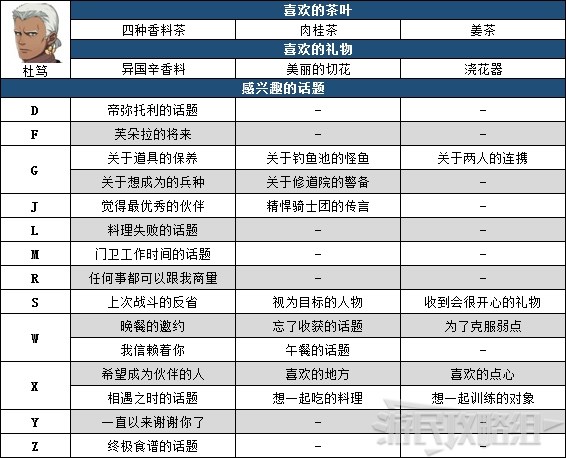 喜欢的茶叶
四种香料茶 肉桂茶 姜茶
喜欢的礼物
杜笃 异国辛香料 美丽的切花 浇花器
感兴趣的话题
D 帝弥托利的话题 – –
F 芙朵拉的将来 – –
G 关于道具的保养 关于钓鱼池的怪鱼 关于两人的连携
关于想成为的兵种 关于修道院的警备 –
J 觉得最优秀的伙伴 精悍骑士团的传言 –
L 料理失败的话题 – –
M 门卫工作时间的话题 – –
R 任何事都可以跟我商量 – –
S 上次战斗的反省 视为目标的人物 收到会很开心的礼物
W 晚餐的邀约 忘了收获的话题 为了克服弱点
我信赖着你 午餐的话题 –
X 希望成为伙伴的人 喜欢的地方 喜欢的点心
相遇之时的话题 想一起吃的料理 想一起训练的对象
Y 一直以来谢谢你了 – –
Z 终极食谱的话题 – –
游民攻略组